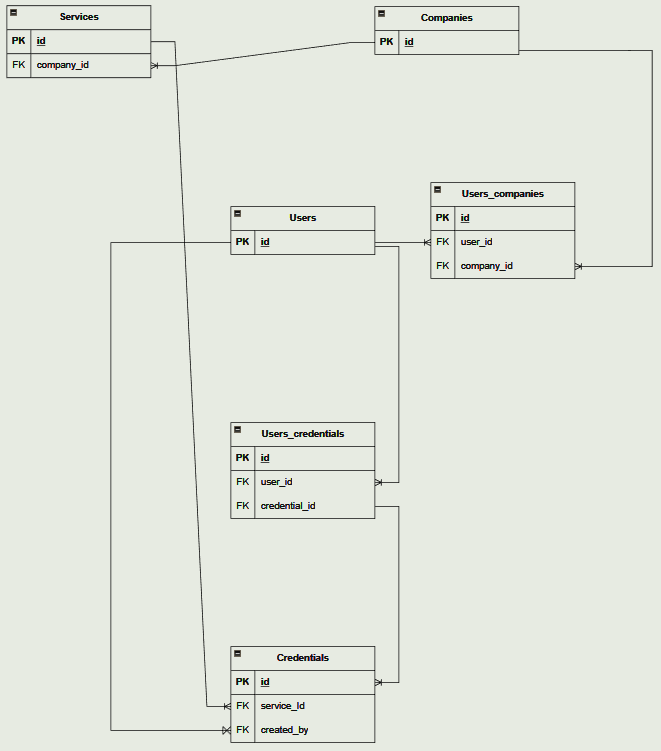 Services
PK id
FK company_id
Companies
PK id
Users_companies
PK id
FK user_id
FK company_id
Users
PK id
Users_credentials
PK id
FK user_id
FK credential_id
Credentials
PK id
FK service_Id
FK created_by